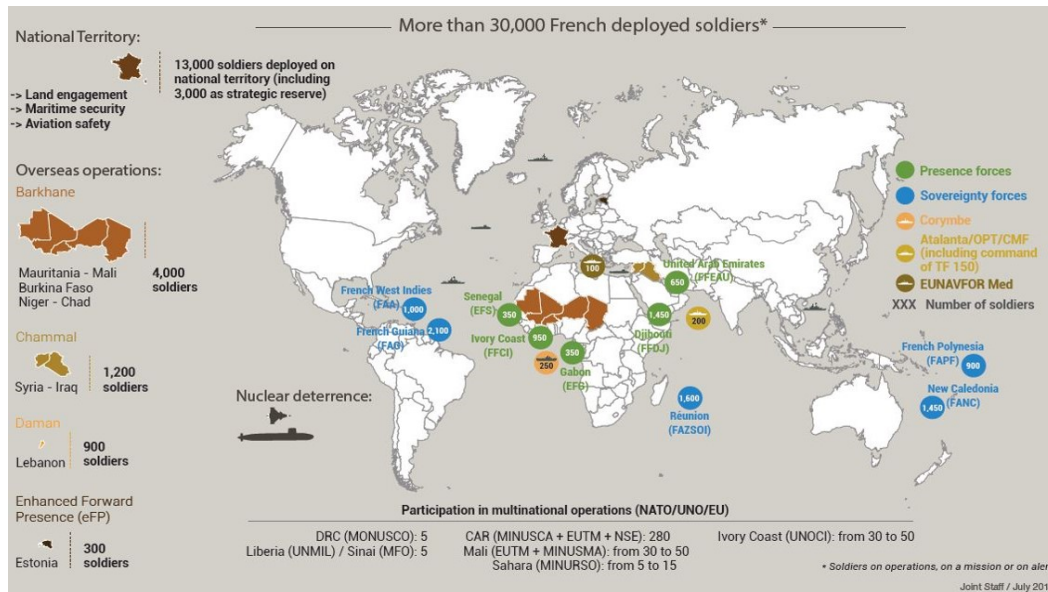 More than 30,000 French deployed soldiers*
National Territory:
13,000 soldiers deployed on
national territory (including
3,000 as strategic reserve)
-> Land engagement
-> Maritime security
-> Aviation safety
Overseas operations:
Barkhane
Mauritania - Mali
Burkina Faso
Niger - Chad
4,000
soldiers
Chammal
Syria - Iraq
1,200
soldiers
Daman
Lebanon
900
soldiers
Enhanced Forward
Presence (eFP)
Estonia
300
soldiers
Presence forces
Sovereignty forces
Corymbe
Atalanta/OPT/CMF
(including command
of TF 150)
EUNAVFOR Med
XXX Number of soldiers
100
United Arab Emirates
(FFEAU)
650
French West Indies
(FAA)
1,000
French Guiana
(FAG)
2,100
Senegal
(EFS)
350
Ivory Coast
(FFCI)
950
250
350
Gabon
(EFG)
1,450
Djibouti
(FFDJ)
200
1,600
Réunion
(FAZSOI)
French Polynesia
(FAPF)
900
New Caledonia
(FANC)
1,450
Nuclear deterrence:
Participation in multinational operations (NATO/UNO/EU)
DRC (MONUSCO): 5
Liberia (UNMIL) / Sinai (MFO): 5
CAR (MINUSCA + EUTM + NSE): 280
Mali (EUTM + MINUSMA): from 30 to 50
Sahara (MINURSO): from 5 to 15
Ivory Coast (UNOCI): from 30 to 50
* Soldiers on operations, on a mission or on
Joint Staff / July